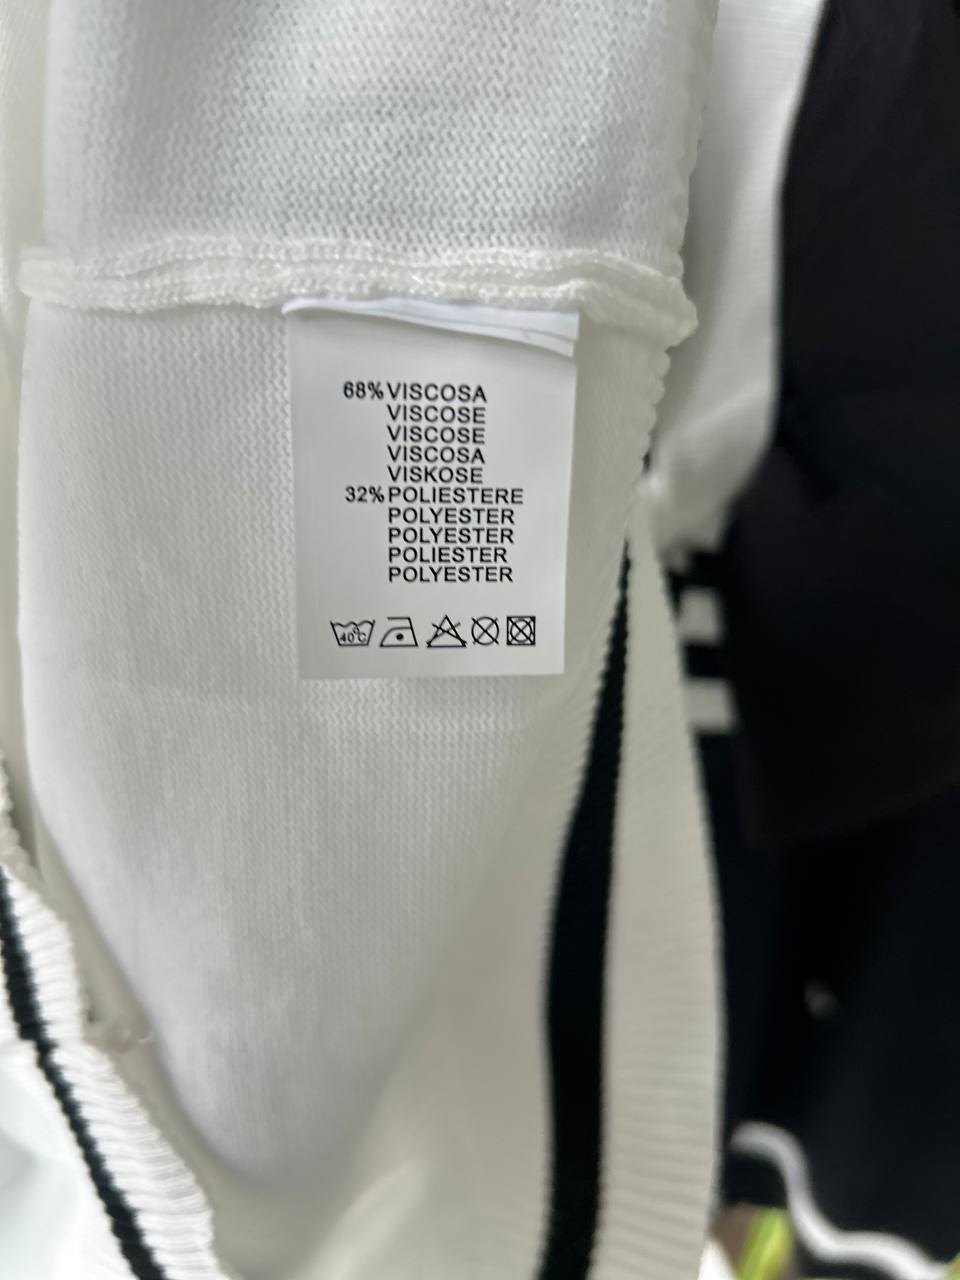 68% VISCOSA
VISCOSE
VISCOSE
VISCOSA
VISKOSE
32% POLIESTERE
POLYESTER
POLYESTER
POLIESTER
POLYESTER
40°C